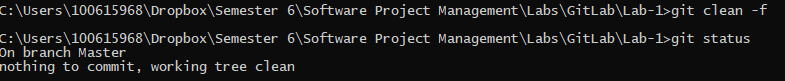 C:\Users\100615968\Dropbox\Semester 6\Software Project Management\Labs\GitLab\Lab-1>git clean -f
C:\Users\100615968\Dropbox\Semester 6\Software Project Management\Labs\GitLab\Lab-1>git status
On branch Master
nothing to commit, working tree clean